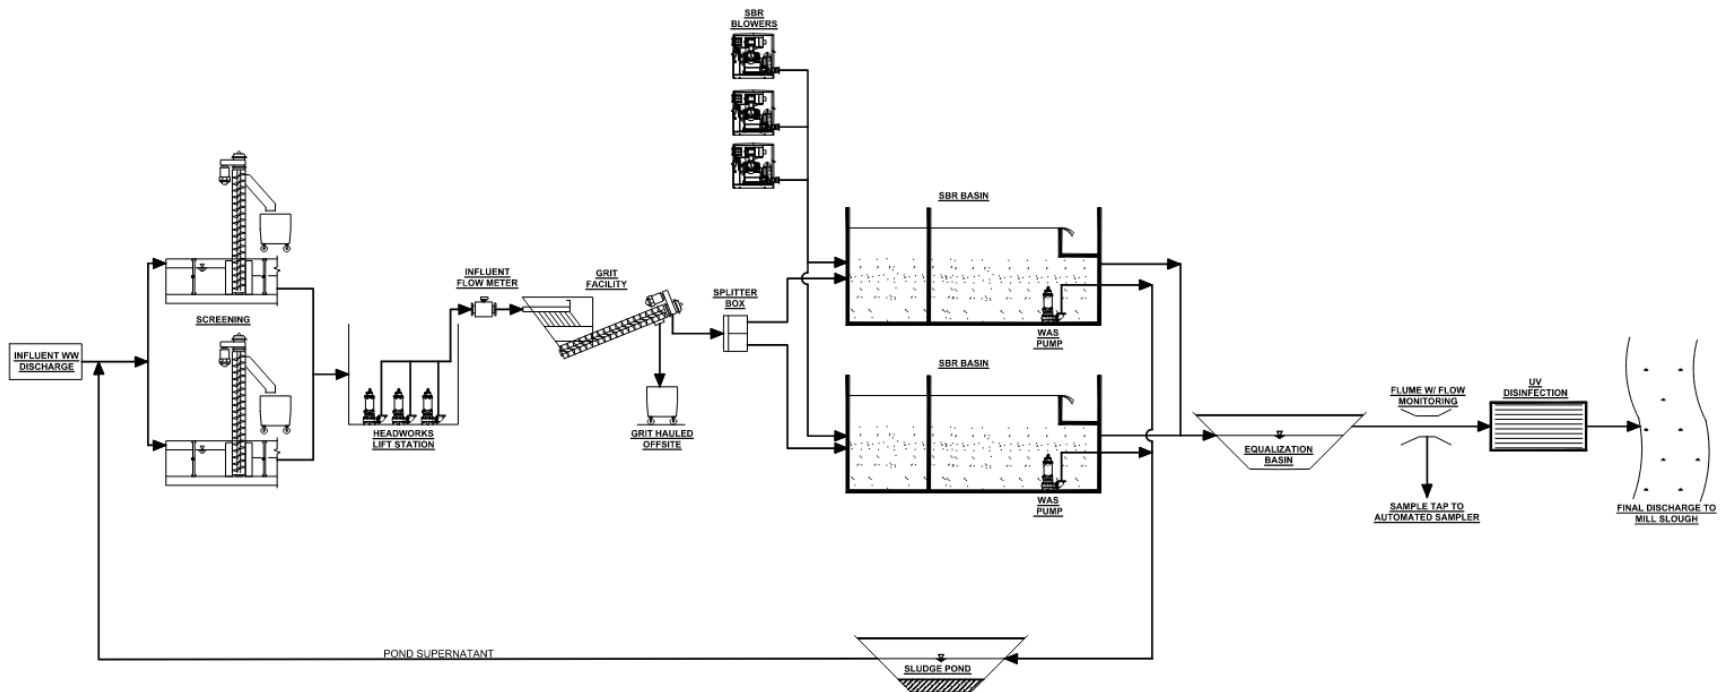 SBR
BLOWERS
SBR BASIN
INFLUENT
FLOW METER
GRIT
FACILITY
SPLITTER
BOX
SCREENING
INFLUENT WW
DISCHARGE
WAS
PUMP
SBR BASIN
HEADWORKS
LIFT STATION
GRIT HAULED
OFFSITE
FLUME W/ FLOW
MONITORING
UV
DISINFECTION
EQUALIZATION
BASIN
WAS
PUMP
SAMPLE TAP TO
AUTOMATED SAMPLER
FINAL DISCHARGE TO
MILL SLOUGH
POND SUPERNATANT
SLUDGE POND